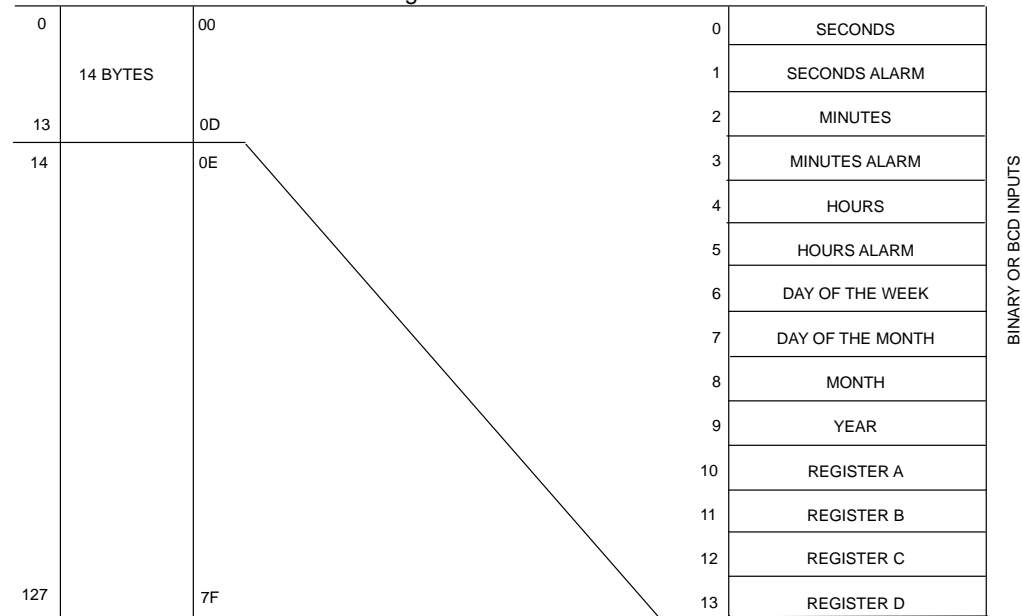 0 00
14 BYTES
13 0D
14 0E
127 7F
0 SECONDS
1 SECONDS ALARM
2 MINUTES
3 MINUTES ALARM
4 HOURS
5 HOURS ALARM
6 DAY OF THE WEEK
7 DAY OF THE MONTH
8 MONTH
9 YEAR
10 REGISTER A
11 REGISTER B
12 REGISTER C
13 REGISTER D
BINARY OR BCD INPUTS